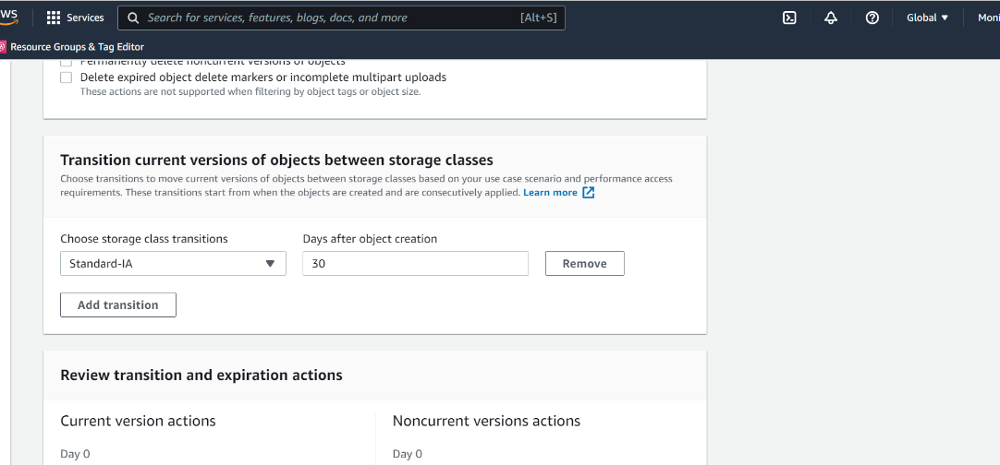 Services
Search for services, features, blogs, docs, and more
[Alt+S]
Global
Resource Groups & Tag Editor
Permanently delete noncurrent versions of objects
Delete expired object delete markers or incomplete multipart uploads
These actions are not supported when filtering by object tags or object size.
Transition current versions of objects between storage classes
Choose transitions to move current versions of objects between storage classes based on your use case scenario and performance access
requirements. These transitions start from when the objects are created and are consecutively applied. Learn more
Choose storage class transitions
Days after object creation
Standard-IA
30
Remove
Add transition
Review transition and expiration actions
Current version actions
Noncurrent versions actions
Day 0
Day 0